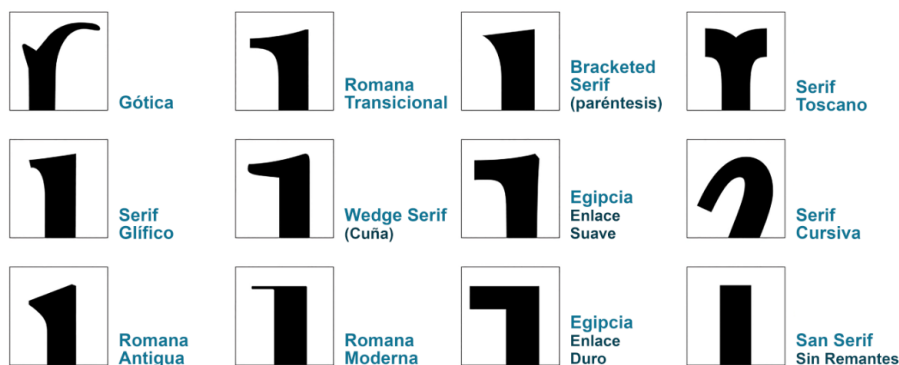 Gótica
Romana
Transicional
Bracketed
Serif
(paréntesis)
Serif
Toscano
Serif
Glífico
Wedge Serif
(Cuña)
Egipcia
Enlace
Suave
Serif
Cursiva
Romana
Antigua
Romana
Moderna
Egipcia
Enlace
Duro
San Serif
Sin Remantes